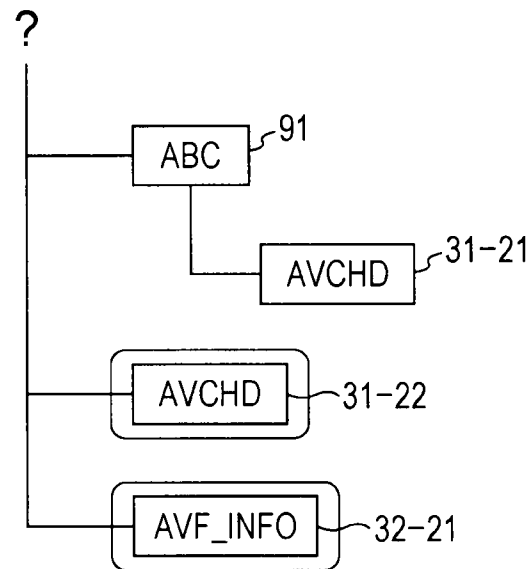 ?
ABC 91
AVCHD 31-21
AVCHD 31-22
AVF_INFO 32-21